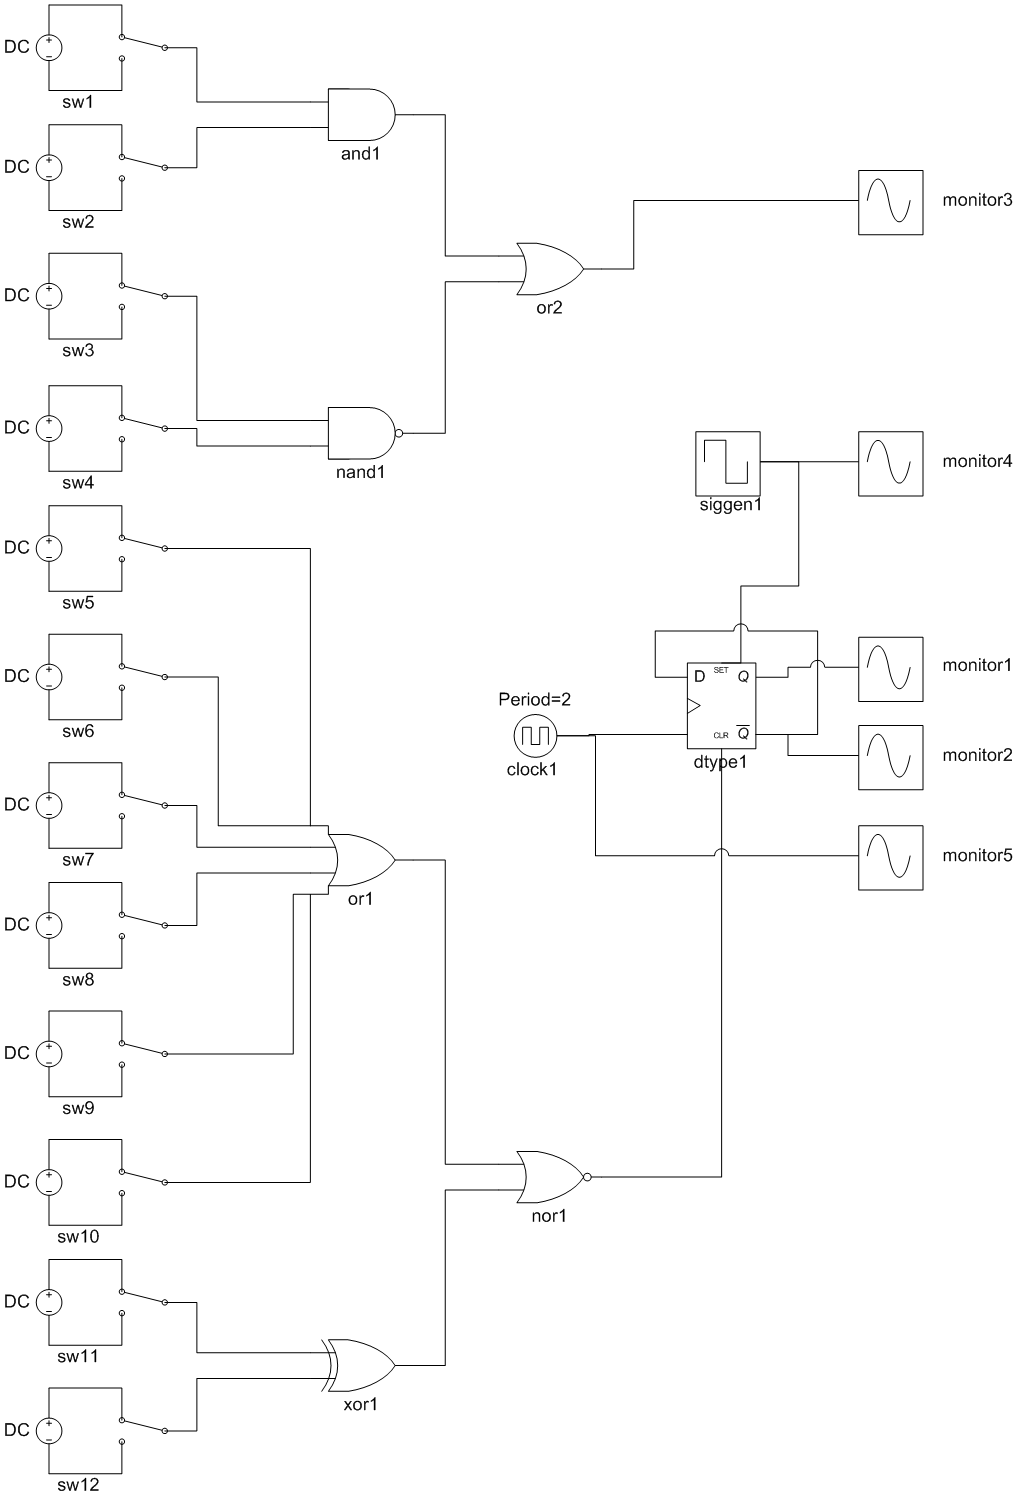 DC
sw1
DC
sw2
and1
monitor3
DC
sw3
or2
DC
sw4
nand1
siggen1
monitor4
DC
sw5
DC
sw6
D
SET
Q
monitor1
Period=2
CLR
Q
clock1
dtype1
monitor2
DC
sw7
or1
monitor5
DC
sw8
DC
sw9
DC
sw10
nor1
DC
sw11
xor1
DC
sw12